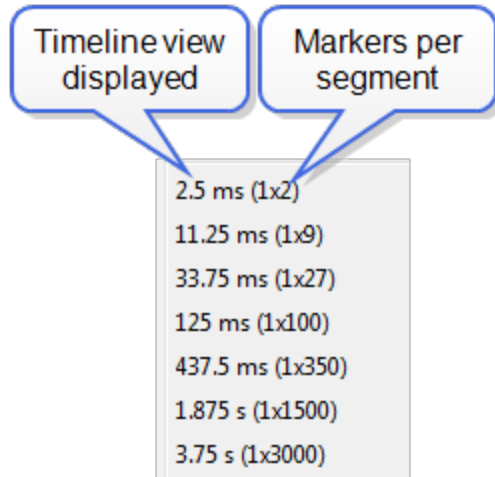 Timeline view
displayed
Markers per
segment
2.5 ms (1x2)
11.25 ms (1x9)
33.75 ms (1x27)
125 ms (1x100)
437.5 ms (1x350)
1.875 s (1x1500)
3.75 s (1x3000)